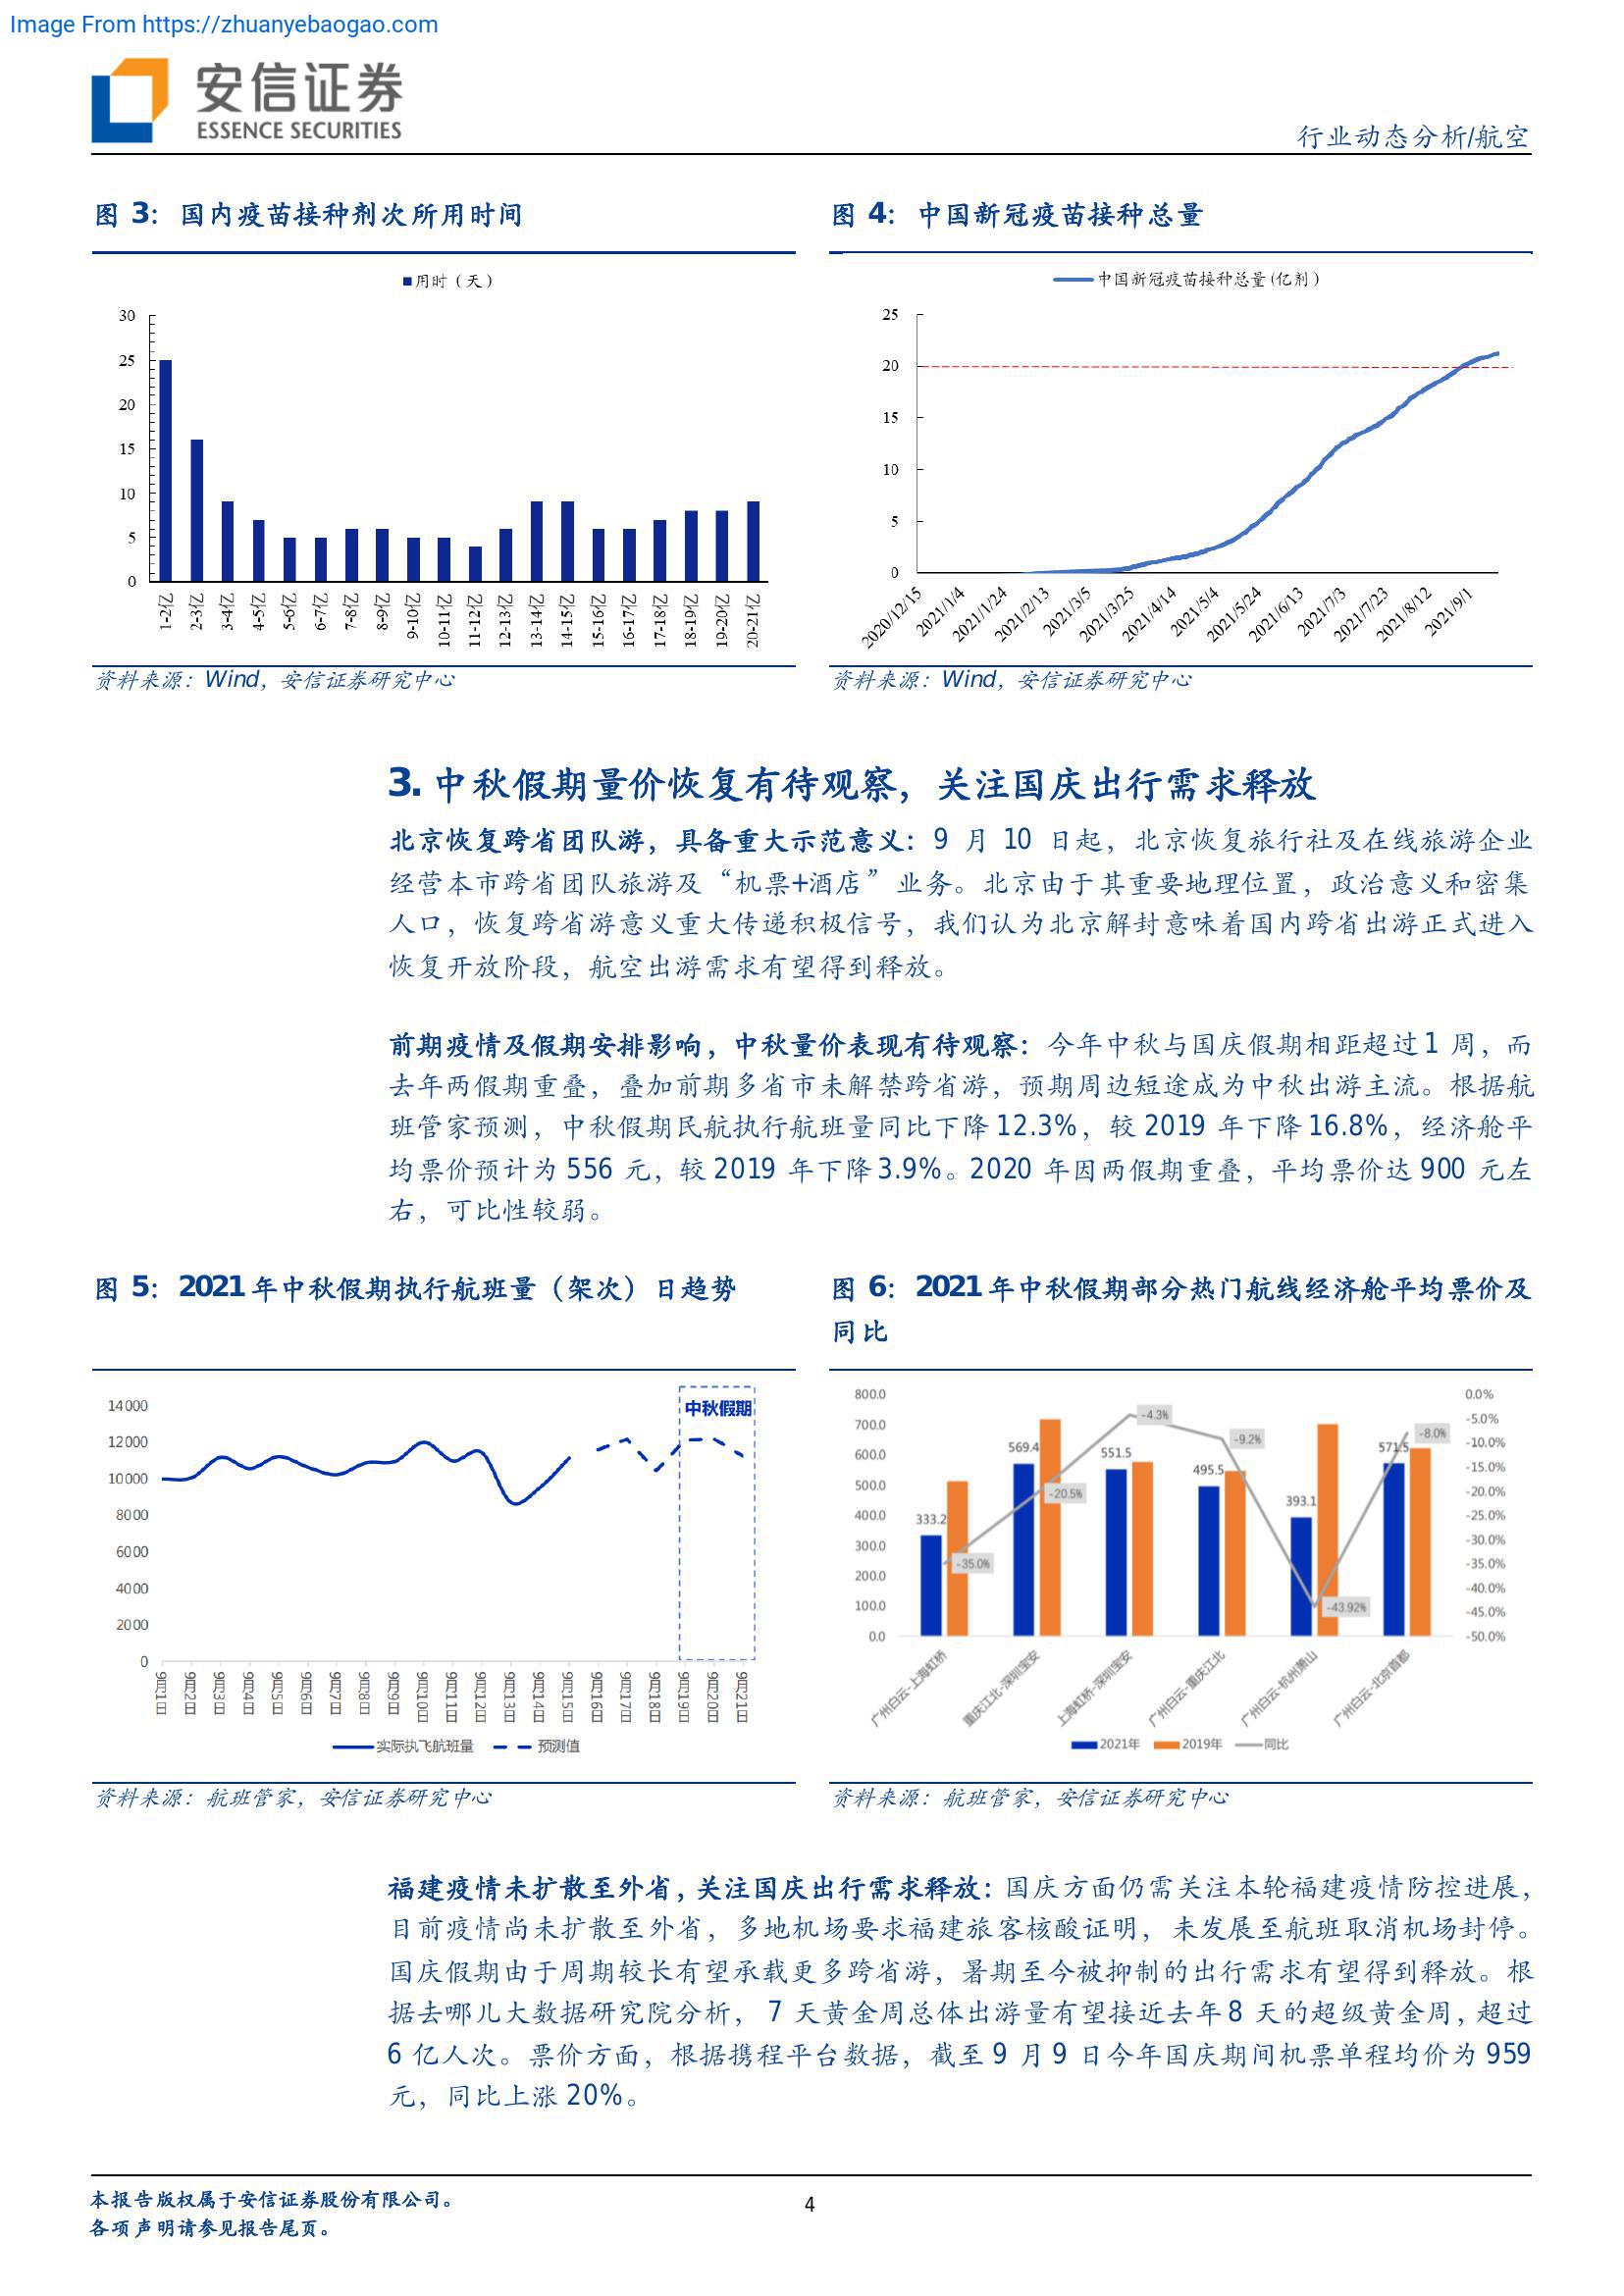 Image From https://zhuanyebaogao.com
安信证券
ESSENCE SECURITIES
行业动态分析/航空
图 3：国内疫苗接种剂次所用时间
用时（天）
30
25
20
15
10
5
0
1-2亿
2-3亿
3-4亿
4-5亿
5-6亿
6-7亿
7-8亿
8-9亿
9-10亿
10-11亿
11-12亿
12-13亿
13-14亿
14-15亿
15-16亿
16-17亿
17-18亿
18-19亿
19-20亿
20-21亿
资料来源：Wind，安信证券研究中心
图 4：中国新冠疫苗接种总量
中国新冠疫苗接种总量(亿剂）
25
20
15
10
5
0
2020/12/15
2021/1/4
2021/1/24
2021/2/13
2021/3/5
2021/3/25
2021/4/14
2021/5/4
2021/5/24
2021/6/13
2021/7/3
2021/7/23
2021/8/12
2021/9/1
资料来源：Wind，安信证券研究中心
3. 中秋假期量价恢复有待观察，关注国庆出行需求释放
北京恢复跨省团队游，具备重大示范意义：9 月 10 日起，北京恢复旅行社及在线旅游企业
经营本市跨省团队旅游及“机票+酒店”业务。北京由于其重要地理位置，政治意义和密集
人口，恢复跨省游意义重大传递积极信号，我们认为北京解封意味着国内跨省出游正式进入
恢复开放阶段，航空出游需求有望得到释放。
前期疫情及假期安排影响，中秋量价表现有待观察：今年中秋与国庆假期相距超过 1 周，而
去年两假期重叠，叠加前期多省市未解禁跨省游，预期周边短途成为中秋出游主流。根据航
班管家预测，中秋假期民航执行航班量同比下降 12.3%，较 2019 年下降 16.8%，经济舱平
均票价预计为 556 元，较 2019 年下降 3.9%。2020 年因两假期重叠，平均票价达 900 元左
右，可比性较弱。
图 5：2021 年中秋假期执行航班量（架次）日趋势
中秋假期
14000
12000
10000
8000
6000
4000
2000
0
9月1日
9月2日
9月3日
9月4日
9月5日
9月6日
9月7日
9月8日
9月9日
9月10日
9月11日
9月12日
9月13日
9月14日
9月15日
9月16日
9月17日
9月18日
9月19日
9月20日
9月21日
实际执飞航班量
预测值
资料来源：航班管家，安信证券研究中心
图 6：2021 年中秋假期部分热门航线经济舱平均票价及
同比
800.0
700.0
600.0
500.0
400.0
300.0
200.0
100.0
0.0
0.0%
-5.0%
-10.0%
-15.0%
-20.0%
-25.0%
-30.0%
-35.0%
-40.0%
-45.0%
-50.0%
333.2
569.4
551.5
495.5
393.1
571.5
-35.0%
-20.5%
-4.3%
-9.2%
-43.92%
-8.0%
广州白云-上海虹桥
重庆江北-深圳宝安
上海虹桥-深圳宝安
广州白云-重庆江北
广州白云-杭州萧山
广州白云-北京首都
2021年
2019年
同比
资料来源：航班管家，安信证券研究中心
福建疫情未扩散至外省，关注国庆出行需求释放：国庆方面仍需关注本轮福建疫情防控进展，
目前疫情尚未扩散至外省，多地机场要求福建旅客核酸证明，未发展至航班取消机场封停。
国庆假期由于周期较长有望承载更多跨省游，暑期至今被抑制的出行需求有望得到释放。根
据去哪儿大数据研究院分析，7 天黄金周总体出游量有望接近去年 8 天的超级黄金周，超过
6 亿人次。票价方面，根据携程平台数据，截至 9 月 9 日今年国庆期间机票单程均价为 959
元，同比上涨 20%。
本报告版权属于安信证券股份有限公司。
各项声明请参见报告尾页。
4